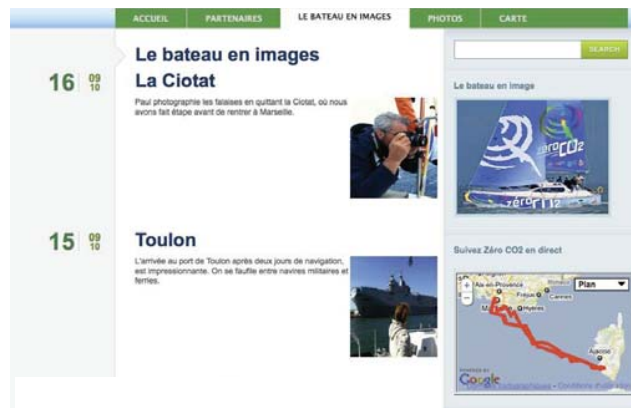 ACCUEIL PARTENAIRES LE BATEAU EN IMAGES PHOTOS CARTE
SEARCH
16 09 10
Le bateau en images
La Ciotat
Paul photographie les falaises en quittant la Ciotat, où nous
avons fait étape avant de rentrer à Marseille.
Le bateau en image
zéro CO2
zéro CO2
15 09 10
Toulon
L'arrivée au port de Toulon après deux jours de navigation,
est impressionnante. On se faufile entre navires militaires et
ferries.
Suivez Zéro CO2 en direct
+
Aix-en-Provence
Plan
−
Fréjus
Cannes
Hyères
Ajaccio
POWERED BY
Google